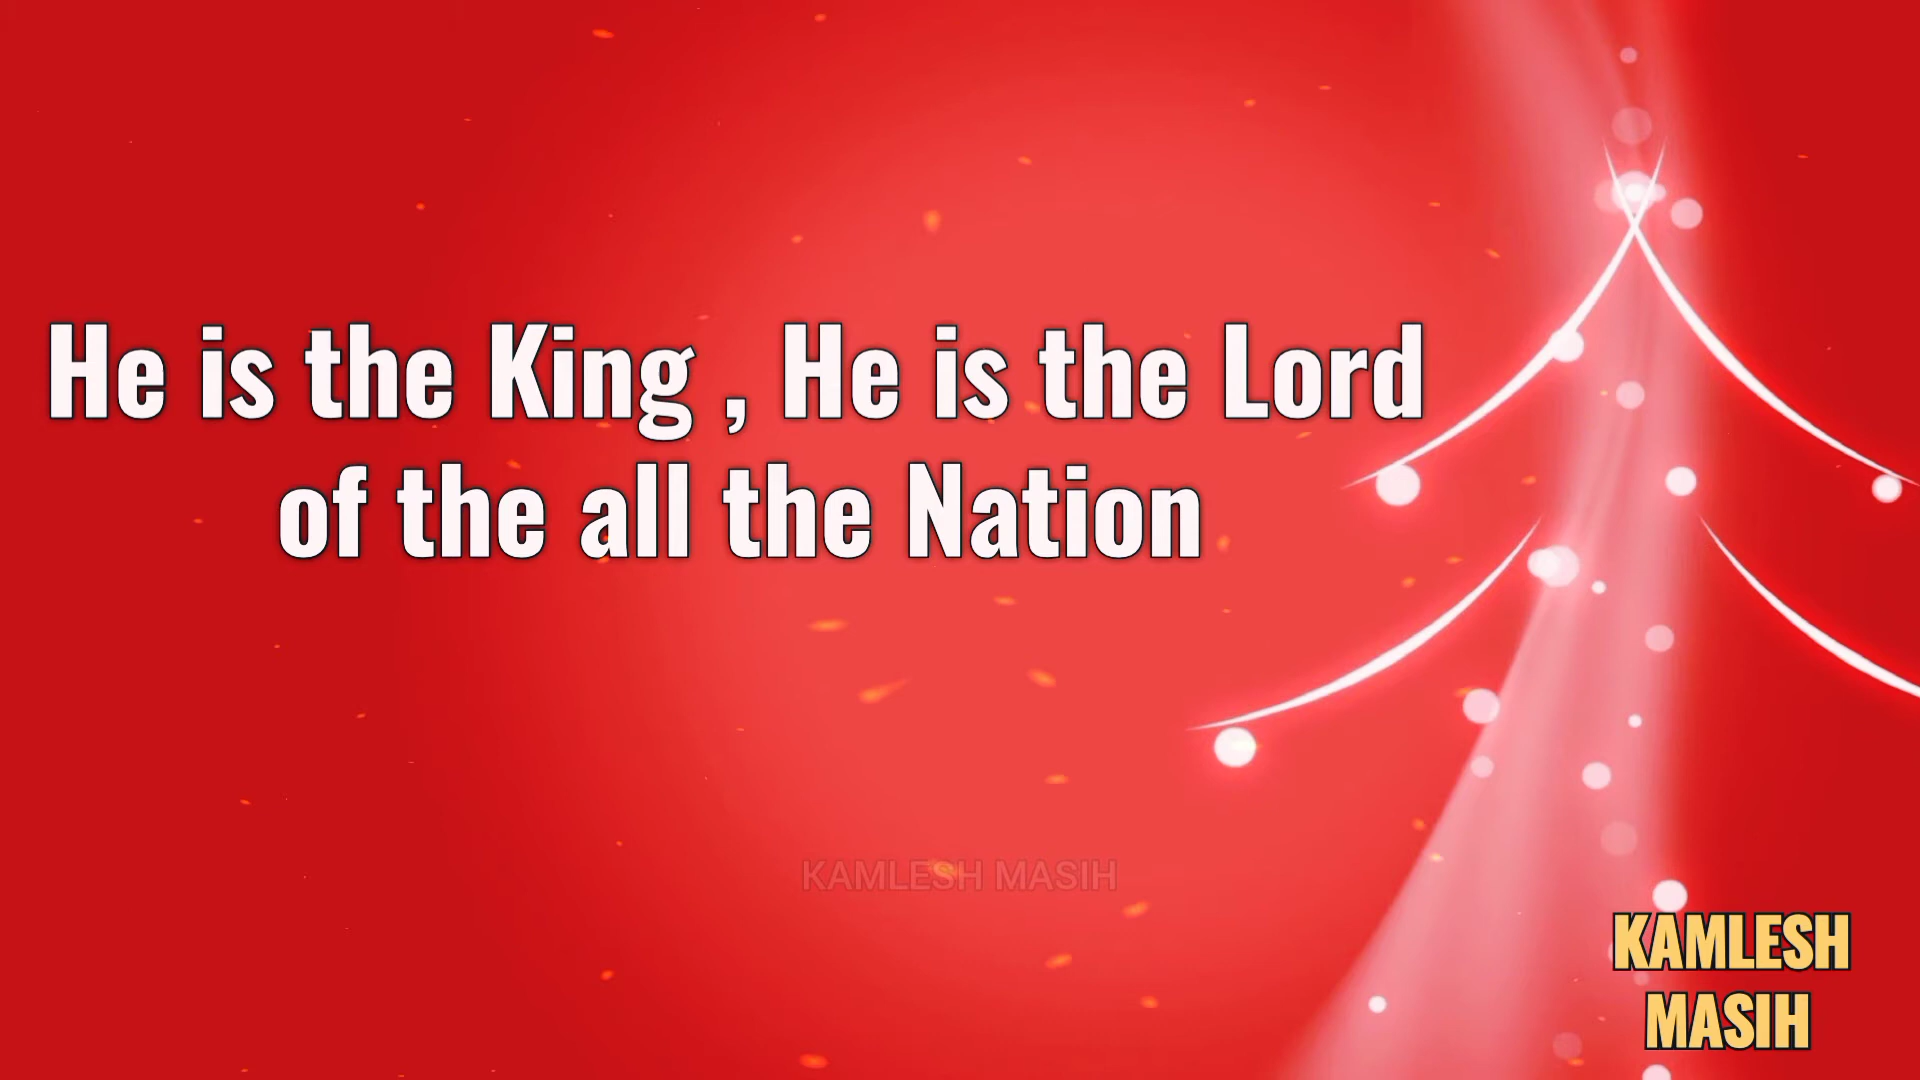 He is the King , He is the Lord
of the all the Nation
KAMLESH MASIH
KAMLESH
MASIH